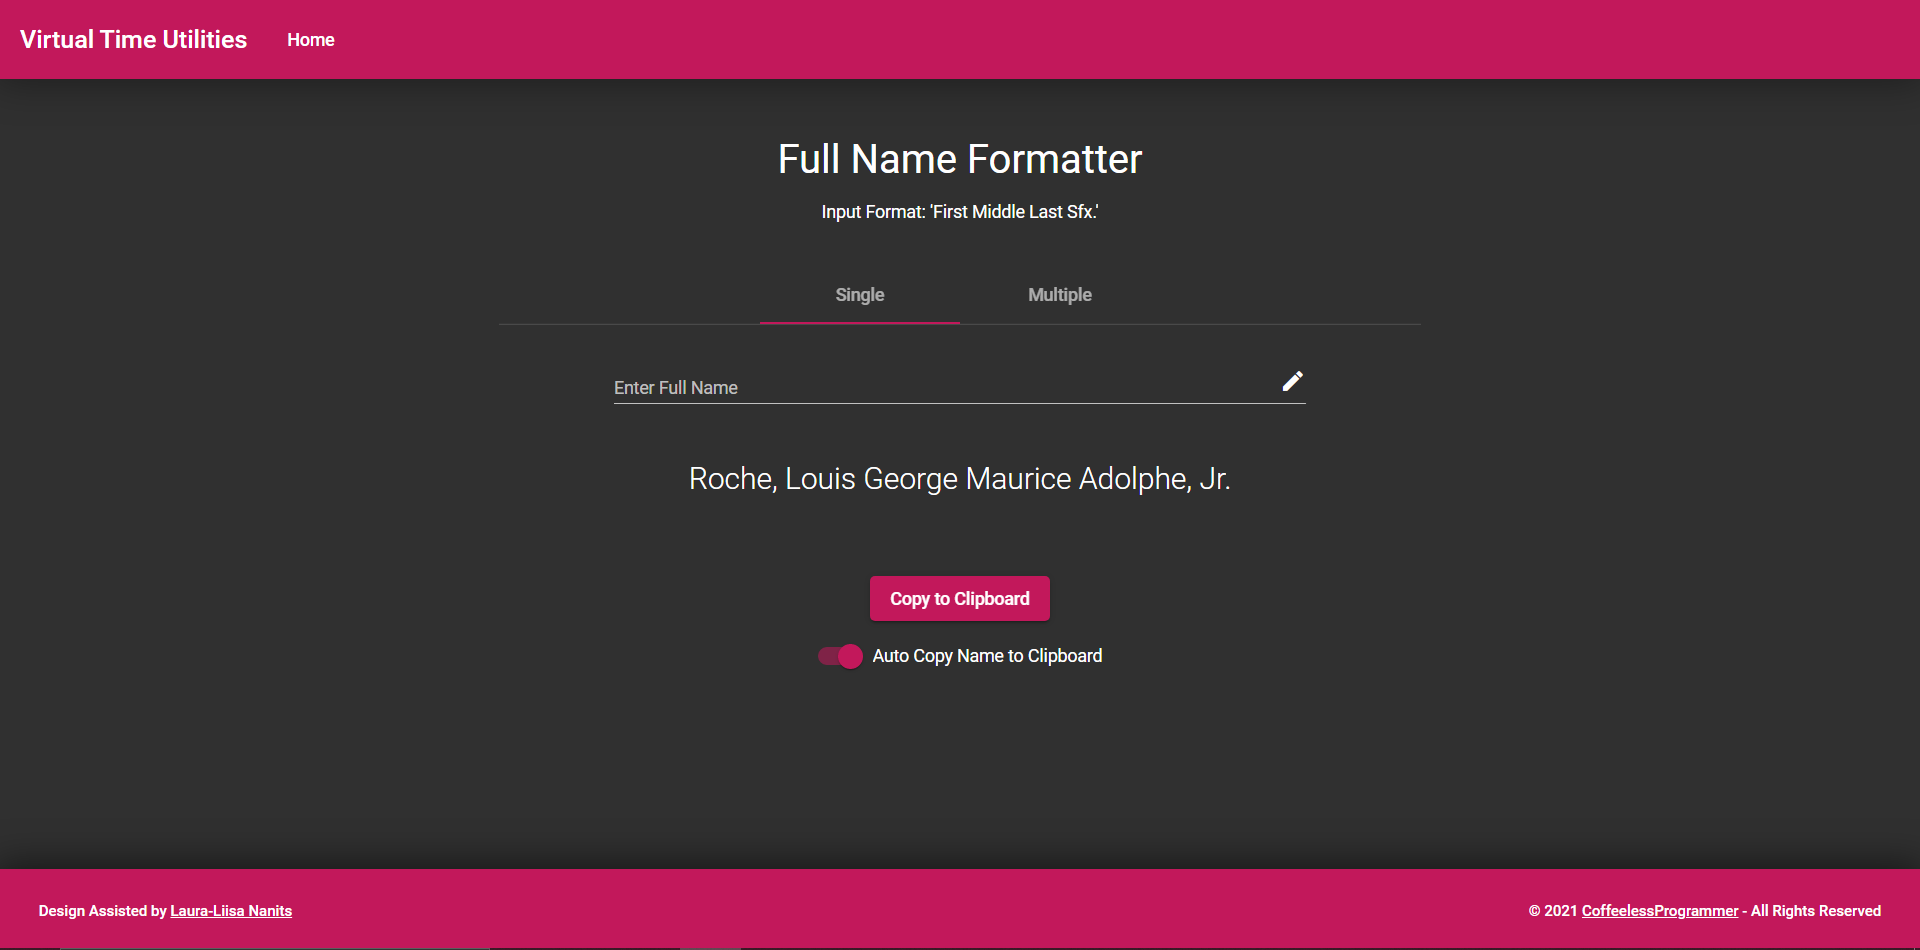 Virtual Time Utilities Home
Full Name Formatter
Input Format: 'First Middle Last Sfx.'
Single Multiple
Enter Full Name
Roche, Louis George Maurice Adolphe, Jr.
Copy to Clipboard
Auto Copy Name to Clipboard
Design Assisted by Laura-Liisa Nanits © 2021 CoffeelessProgrammer - All Rights Reserved